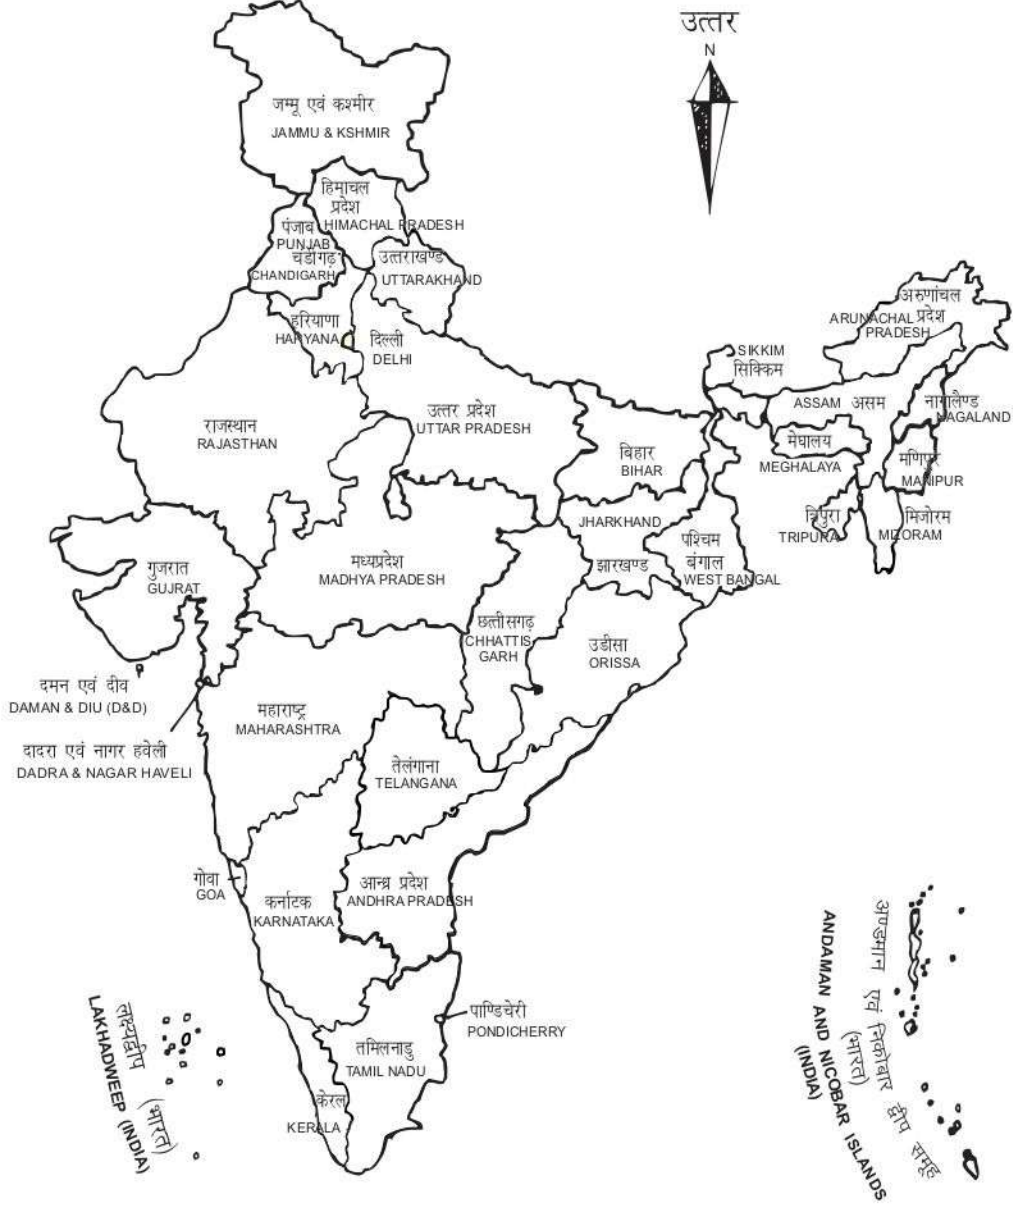 उत्तर
N
जम्मू एवं कश्मीर
JAMMU & KSHMIR
हिमाचल
प्रदेश
HIMACHAL PRADESH
पंजाब
PUNJAB
चंडीगढ़
CHANDIGARH
उत्तराखण्ड
UTTARAKHAND
हरियाणा
HARYANA
दिल्ली
DELHI
अरुणांचल
प्रदेश
ARUNACHAL
PRADESH
SIKKIM
सिक्किम
राजस्थान
RAJASTHAN
उत्तर प्रदेश
UTTAR PRADESH
बिहार
BIHAR
ASSAM असम
नागालैण्ड
NAGALAND
मेघालय
MEGHALAYA
मणिपुर
MANIPUR
त्रिपुरा
TRIPURA
मिजोरम
MIZORAM
JHARKHAND
झारखण्ड
पश्चिम
बंगाल
WEST BANGAL
गुजरात
GUJRAT
मध्यप्रदेश
MADHYA PRADESH
छत्तीसगढ़
CHHATTIS
GARH
उडीसा
ORISSA
दमन एवं दीव
DAMAN & DIU (D&D)
दादरा एवं नागर हवेली
DADRA & NAGAR HAVELI
महाराष्ट्र
MAHARASHTRA
तेलंगाना
TELANGANA
गोवा
GOA
कर्नाटक
KARNATAKA
आन्ध्र प्रदेश
ANDHRA PRADESH
पाण्डिचेरी
PONDICHERRY
तमिलनाडु
TAMIL NADU
केरल
KERALA
लक्ष्यद्वीप (भारत)
LAKHADWEEP (INDIA)
अण्डमान एवं निकोबार द्वीप समूह
(भारत)
ANDAMAN AND NICOBAR ISLANDS
(INDIA)